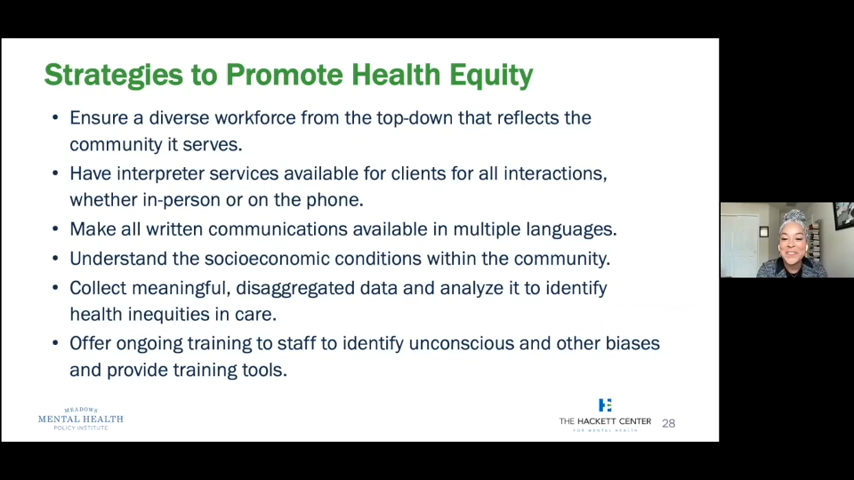 Strategies to Promote Health Equity
• Ensure a diverse workforce from the top-down that reflects the
community it serves.
• Have interpreter services available for clients for all interactions,
whether in-person or on the phone.
• Make all written communications available in multiple languages.
• Understand the socioeconomic conditions within the community.
• Collect meaningful, disaggregated data and analyze it to identify
health inequities in care.
• Offer ongoing training to staff to identify unconscious and other biases
and provide training tools.
MEADOWS
MENTAL HEALTH
POLICY INSTITUTE
THE HACKETT CENTER
FOR MENTAL HEALTH
28